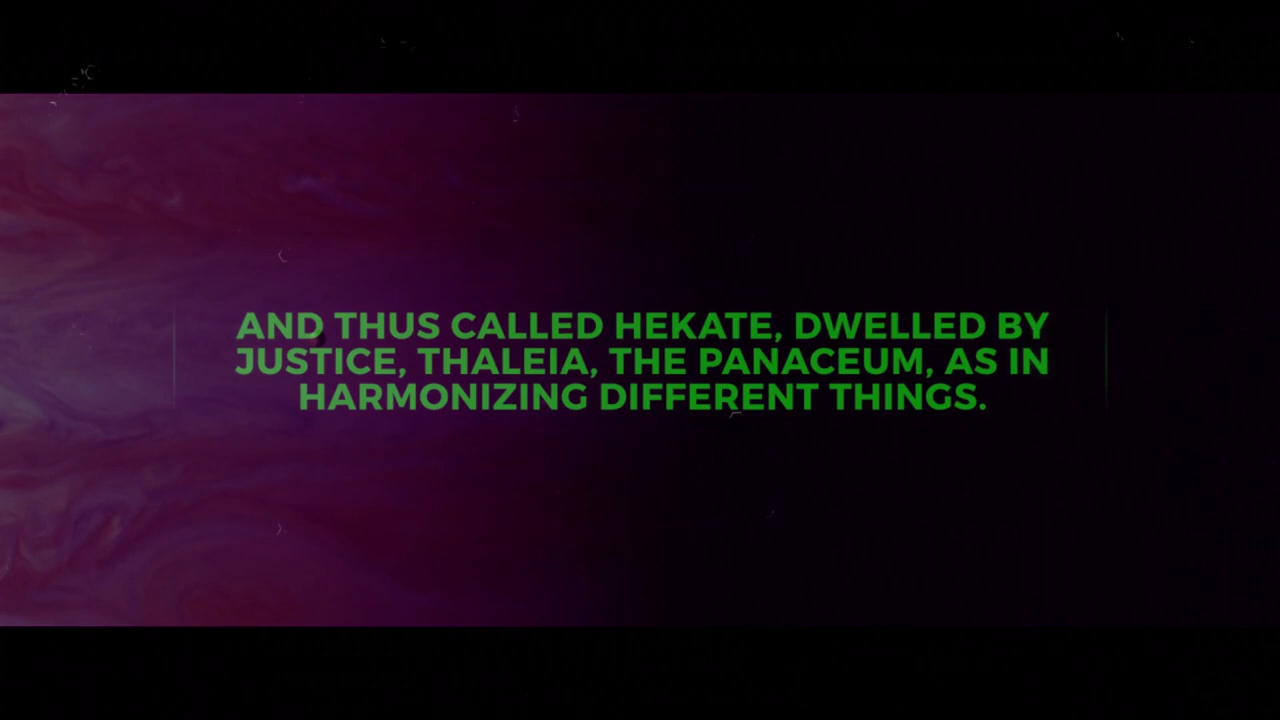 AND THUS CALLED HEKATE, DWELLED BY
JUSTICE, THALEIA, THE PANACEUM, AS IN
HARMONIZING DIFFERENT THINGS.